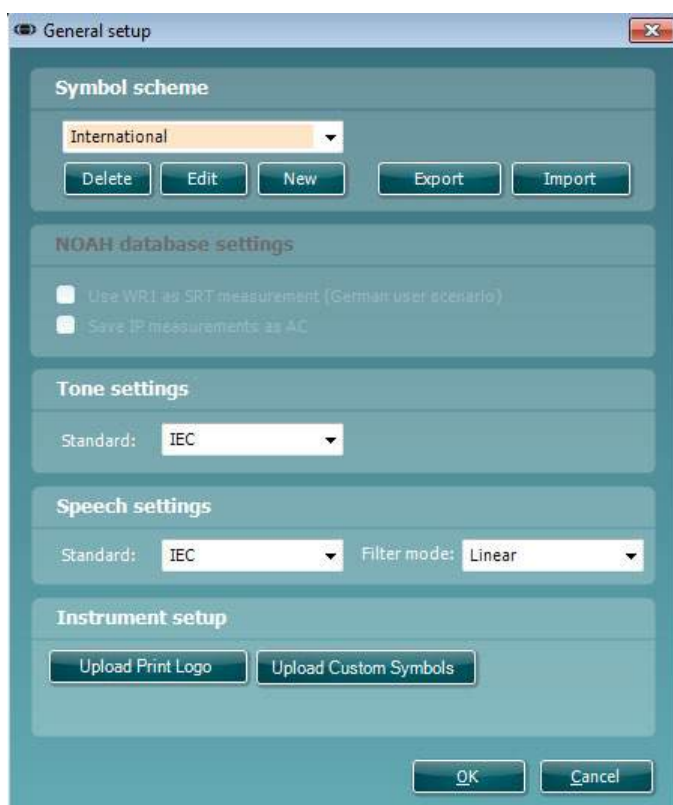 General setup
Symbol scheme
International
Delete Edit New Export Import
NOAH database settings
Use WR1 as SRT measurement (German user scenario)
Save IP measurements as AC
Tone settings
Standard: IEC
Speech settings
Standard: IEC Filter mode: Linear
Instrument setup
Upload Print Logo Upload Custom Symbols
OK Cancel